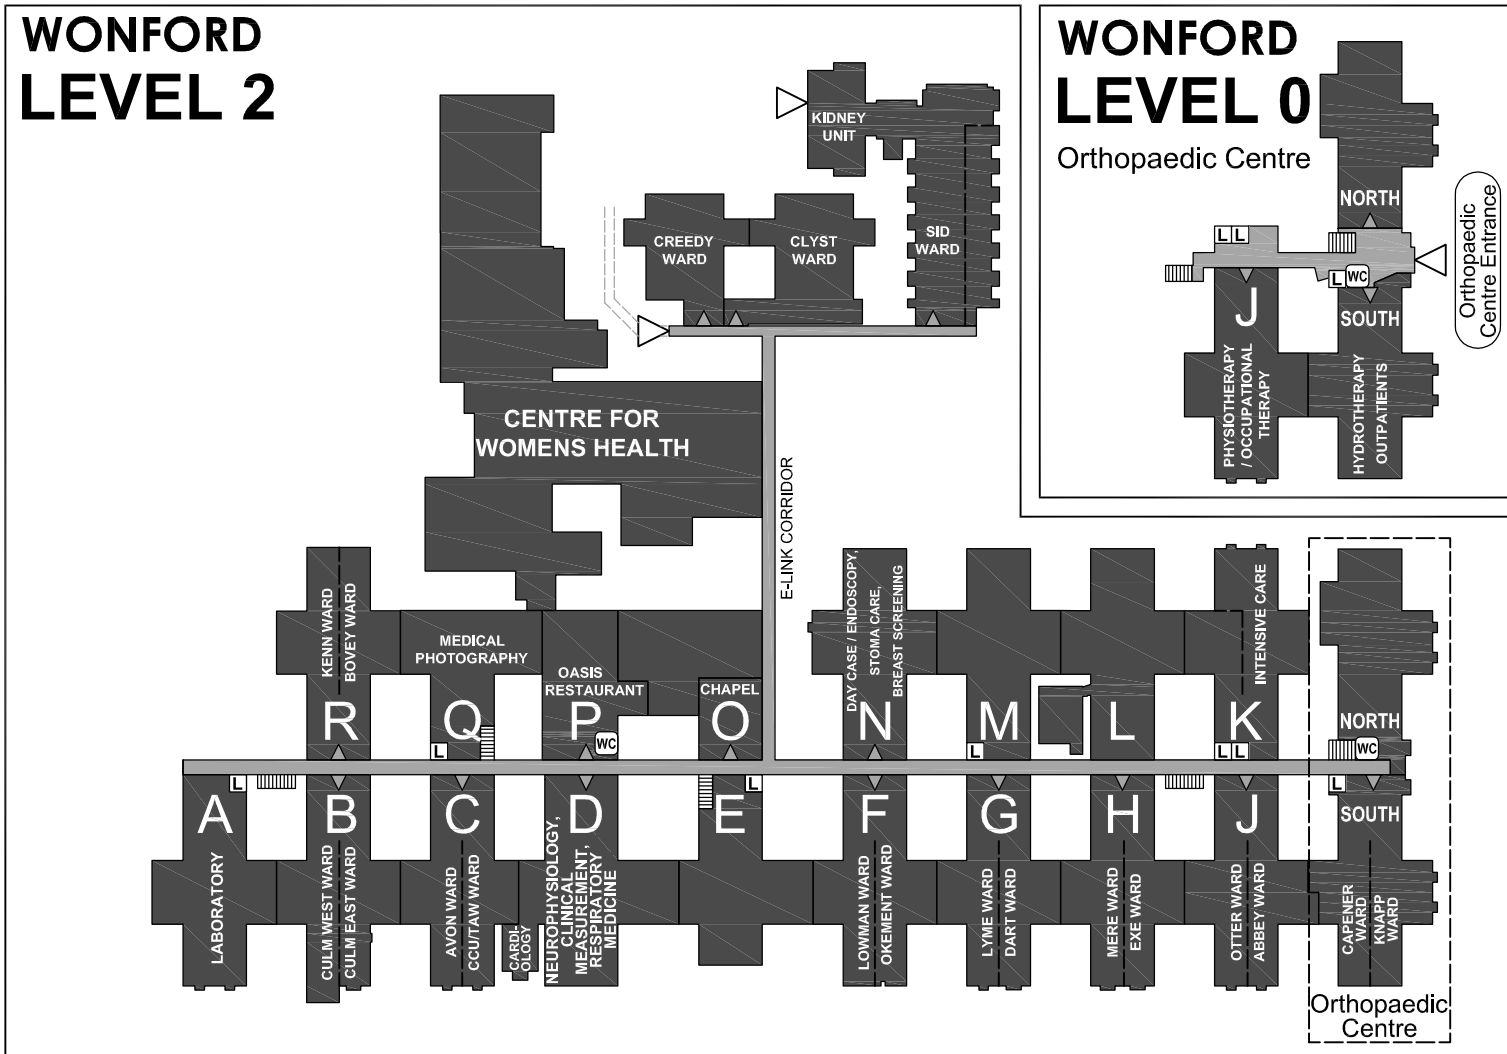 WONFORD
LEVEL 2
KIDNEY
UNIT
CREEDY
WARD
CLYST
WARD
SID
WARD
CENTRE FOR
WOMENS HEALTH
E-LINK CORRIDOR
KENN WARD
BOVEY WARD
MEDICAL
PHOTOGRAPHY
OASIS
RESTAURANT
CHAPEL
DAY CASE / ENDOSCOPY,
STOMA CARE,
BREAST SCREENING
INTENSIVE CARE
R
Q
P
O
N
M
L
K
NORTH
L
WC
L
L L
WC
L
L
L
A
B
C
D
E
F
G
H
J
SOUTH
LABORATORY
CULM WEST WARD
CULM EAST WARD
AVON WARD
CCU/TAW WARD
CARDI-
OLOGY
NEUROPHYSIOLOGY,
CLINICAL
MEASUREMENT,
RESPIRATORY
MEDICINE
LOWMAN WARD
OKEMENT WARD
LYME WARD
DART WARD
MERE WARD
EXE WARD
OTTER WARD
ABBEY WARD
CAPENER
WARD
KNAPP
WARD
Orthopaedic
Centre
WONFORD
LEVEL 0
Orthopaedic Centre
NORTH
Orthopaedic
Centre Entrance
L L
L
WC
J
SOUTH
PHYSIOTHERAPY
/ OCCUPATIONAL
THERAPY
HYDROTHERAPY
OUTPATIENTS